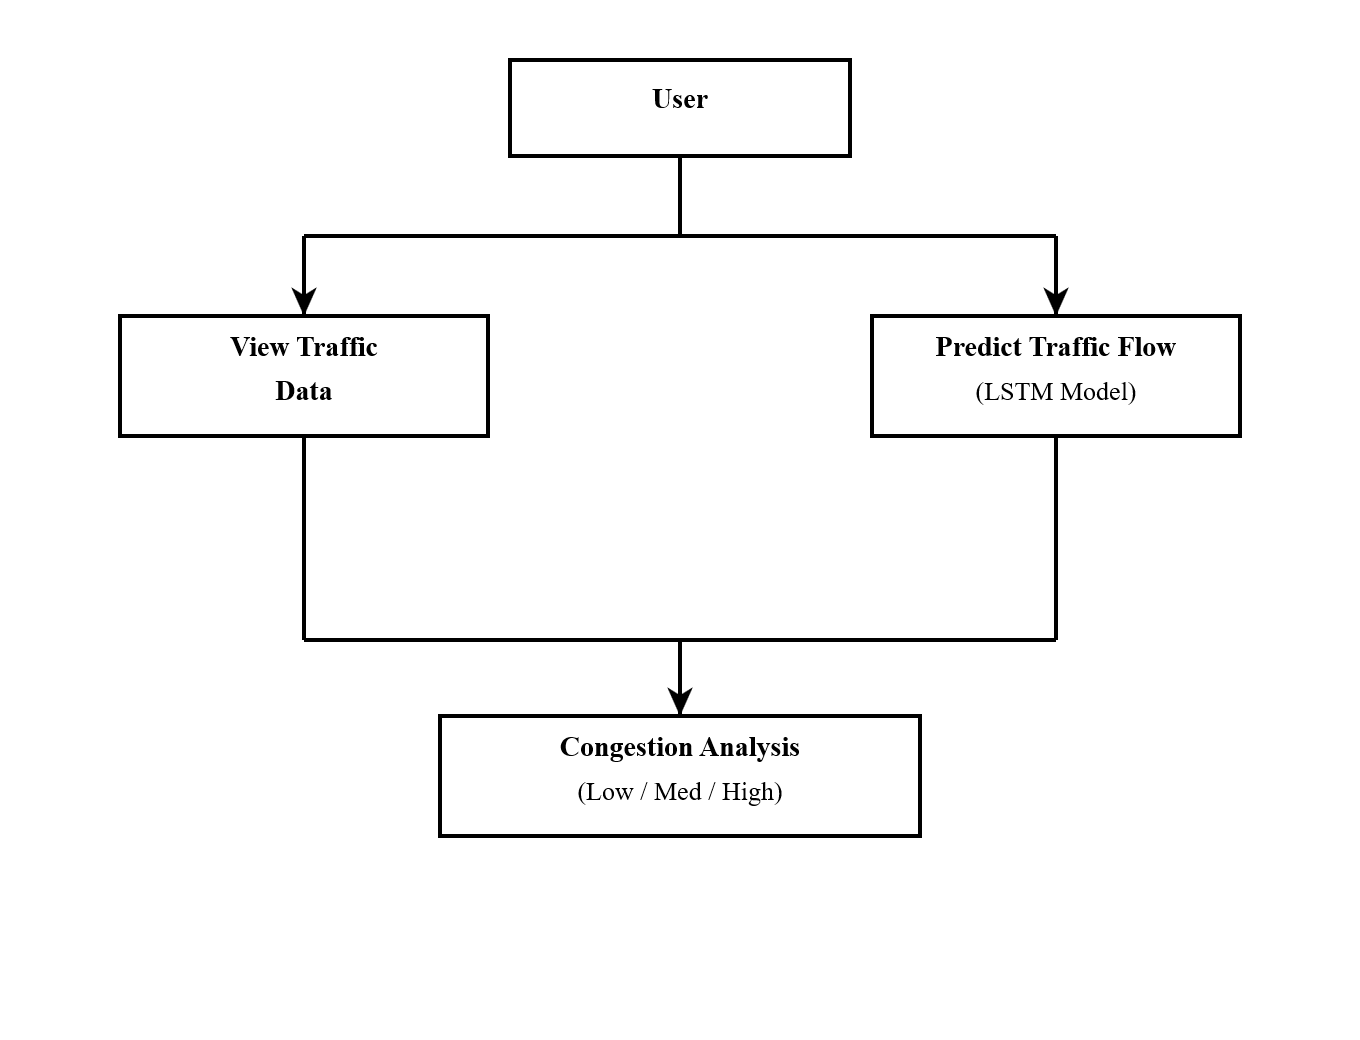 User
View Traffic
Data
Predict Traffic Flow
(LSTM Model)
Congestion Analysis
(Low / Med / High)